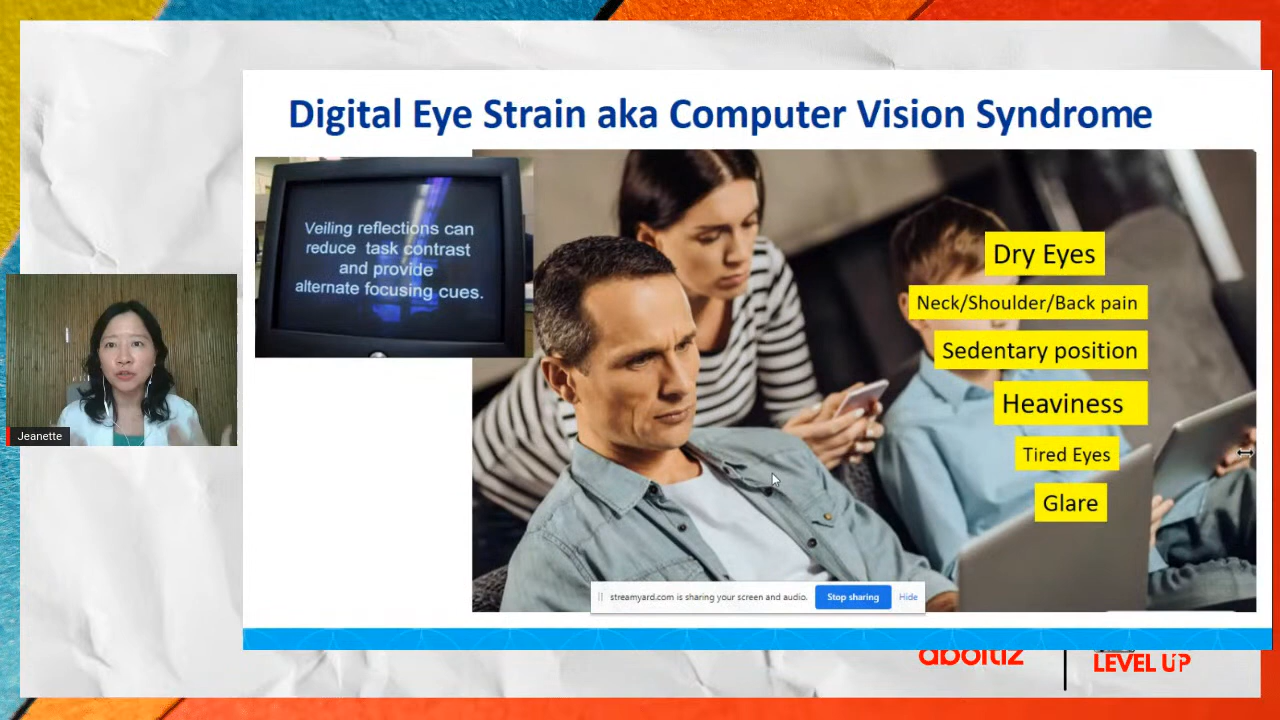 Digital Eye Strain aka Computer Vision Syndrome
Veiling reflections can
reduce task contrast
and provide
alternate focusing cues.
Dry Eyes
Neck/Shoulder/Back pain
Sedentary position
Heaviness
Tired Eyes
Glare
Jeanette
streamyard.com is sharing your screen and audio.
Stop sharing
Hide
aboitiz
LEVEL UP